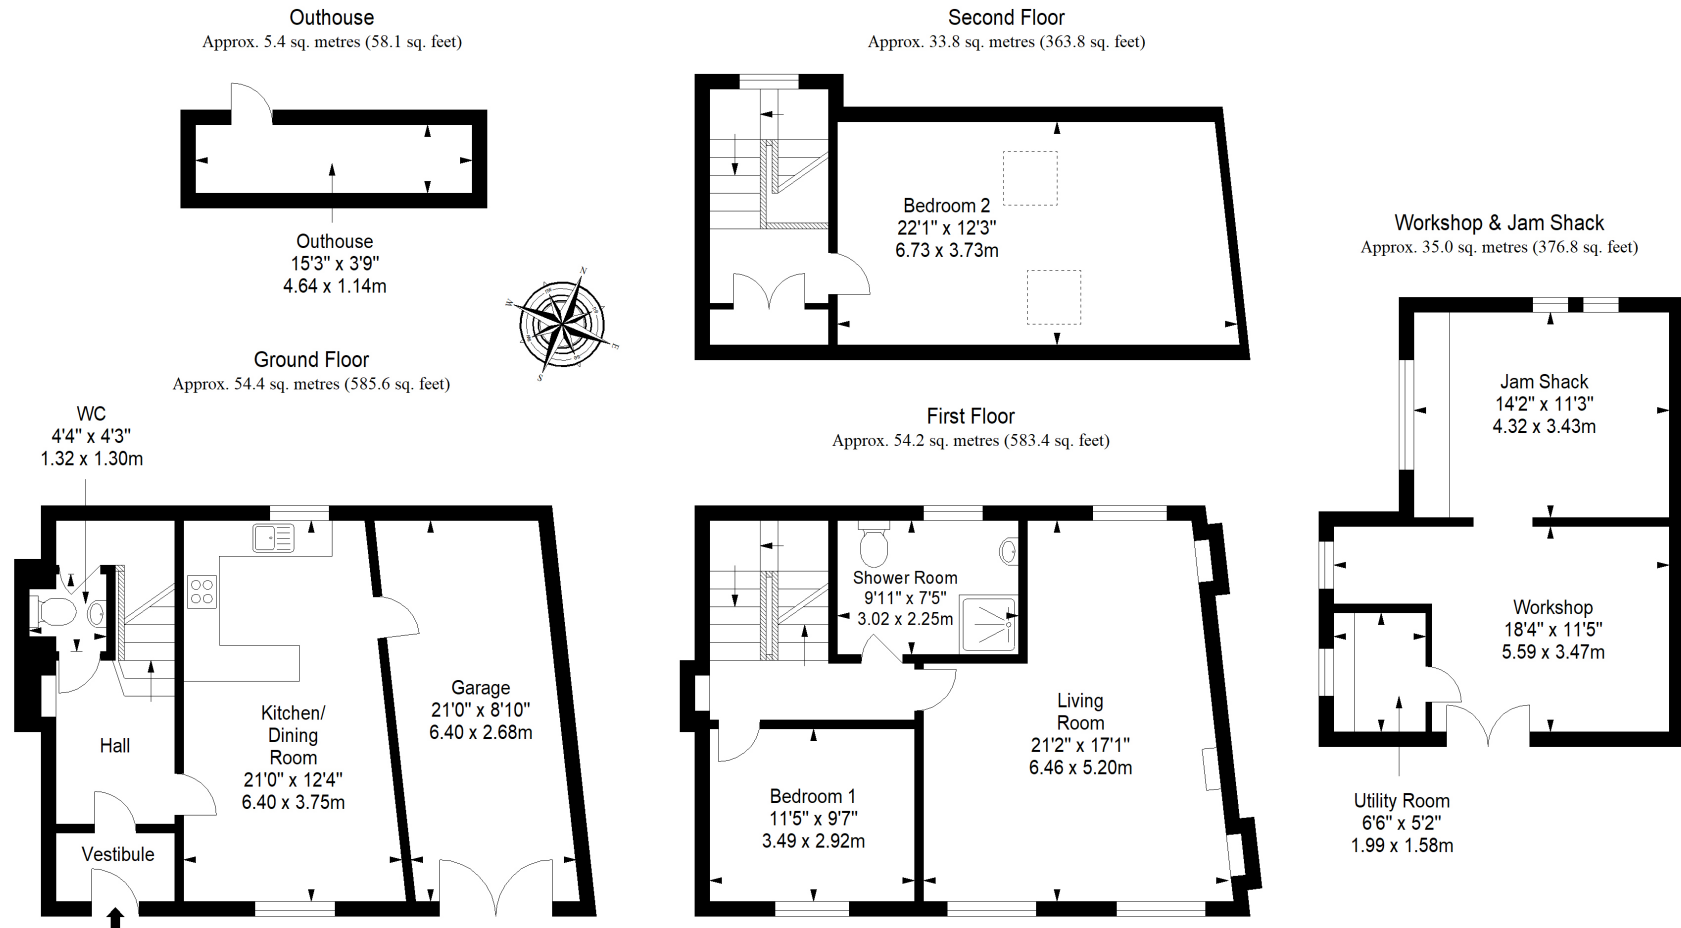 Outhouse
Approx. 5.4 sq. metres (58.1 sq. feet)
Outhouse
15'3" x 3'9"
4.64 x 1.14m
N
W
E
S
Ground Floor
Approx. 54.4 sq. metres (585.6 sq. feet)
WC
4'4" x 4'3"
1.32 x 1.30m
Kitchen/
Dining
Room
21'0" x 12'4"
6.40 x 3.75m
Garage
21'0" x 8'10"
6.40 x 2.68m
Hall
Vestibule
Second Floor
Approx. 33.8 sq. metres (363.8 sq. feet)
Bedroom 2
22'1" x 12'3"
6.73 x 3.73m
First Floor
Approx. 54.2 sq. metres (583.4 sq. feet)
Shower Room
9'11" x 7'5"
3.02 x 2.25m
Living
Room
21'2" x 17'1"
6.46 x 5.20m
Bedroom 1
11'5" x 9'7"
3.49 x 2.92m
Workshop & Jam Shack
Approx. 35.0 sq. metres (376.8 sq. feet)
Jam Shack
14'2" x 11'3"
4.32 x 3.43m
Workshop
18'4" x 11'5"
5.59 x 3.47m
Utility Room
6'6" x 5'2"
1.99 x 1.58m